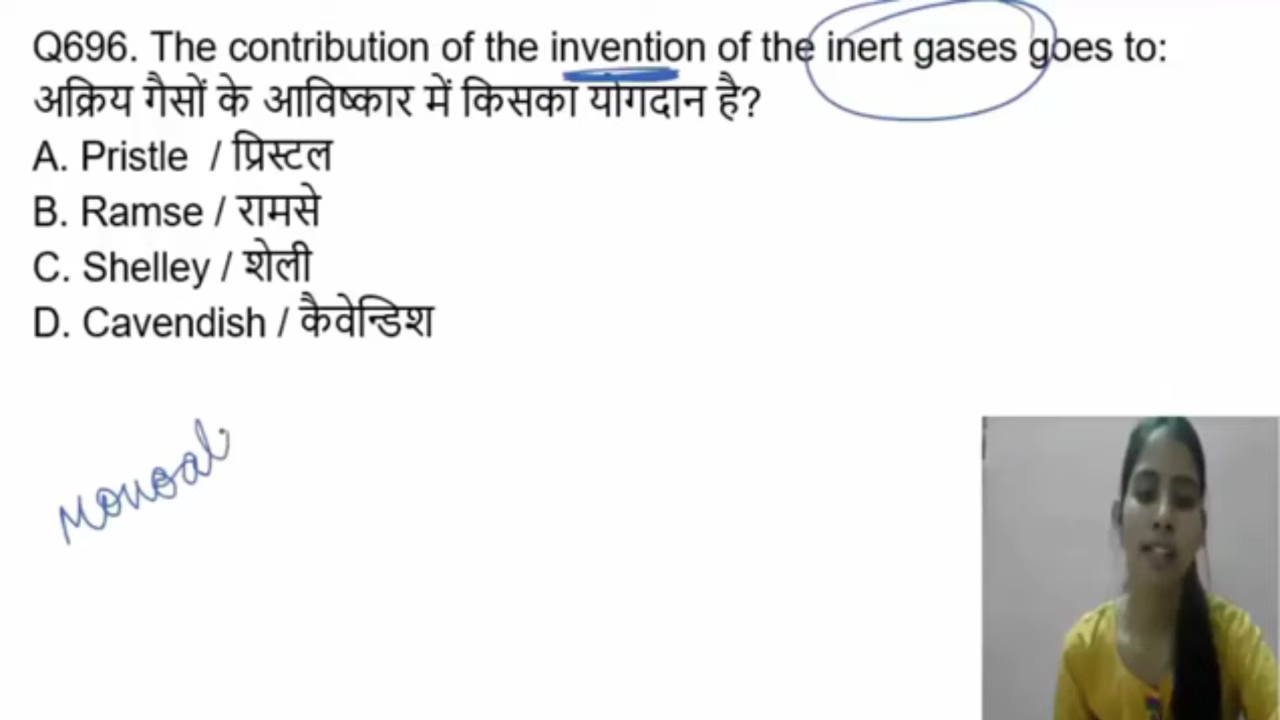 Q696. The contribution of the invention of the inert gases goes to:
अक्रिय गैसों के आविष्कार में किसका योगदान है?
A. Pristle / प्रिस्टल
B. Ramse / रामसे
C. Shelley / शेली
D. Cavendish / कैवेन्डिश